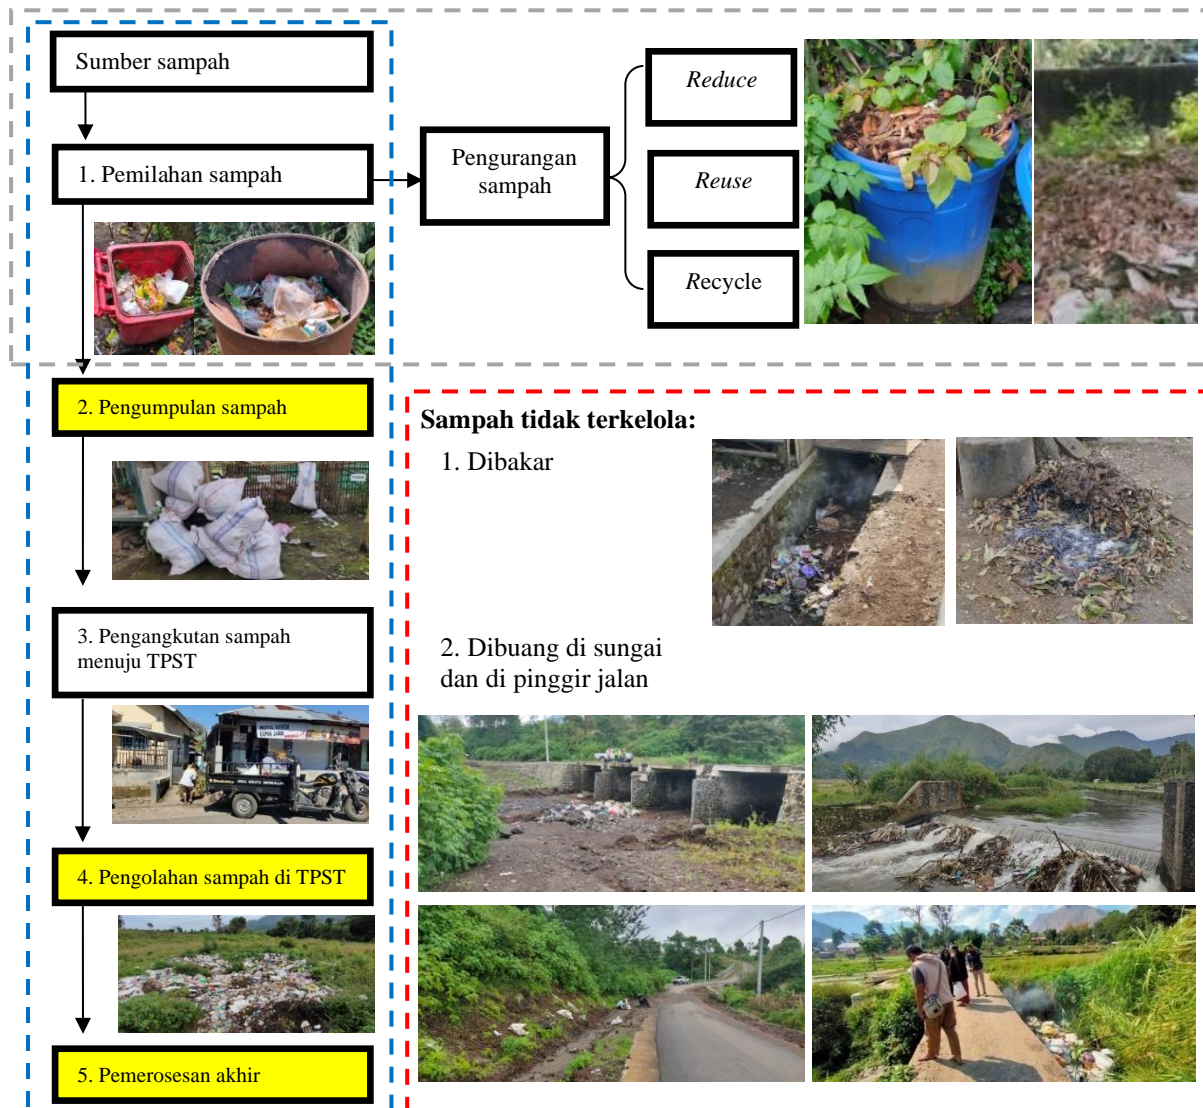 Sumber sampah
1. Pemilahan sampah
Pengurangan
sampah
Reduce
Reuse
Recycle
2. Pengumpulan sampah
3. Pengangkutan sampah
menuju TPST
4. Pengolahan sampah di TPST
5. Pemerosesan akhir
Sampah tidak terkelola:
1. Dibakar
2. Dibuang di sungai
dan di pinggir jalan